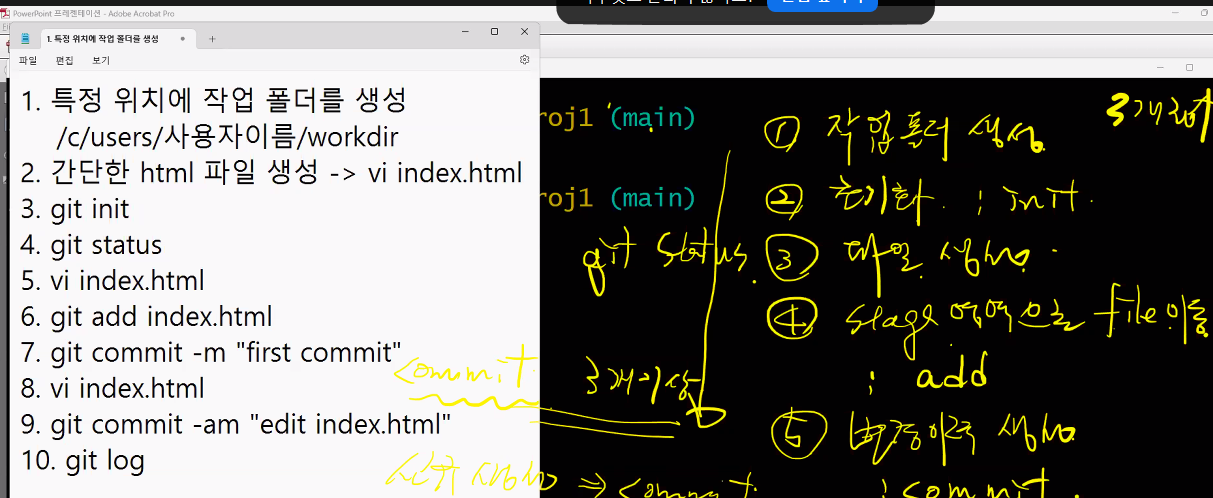 PowerPoint 프레젠테이션 - Adobe Acrobat Pro
1. 특정 위치에 작업 폴더를 생성
파일 편집 보기
1. 특정 위치에 작업 폴더를 생성
/c/users/사용자이름/workdir
2. 간단한 html 파일 생성 -> vi index.html
3. git init
4. git status
5. vi index.html
6. git add index.html
7. git commit -m "first commit"
8. vi index.html
9. git commit -am "edit index.html"
10. git log
commit
신규 생성 => commit
roj1 (main)
roj1 (main)
git status
3개이상
3개
① 작업폴더 생성
② 초기화 ; init.
③ 파일 생성
④ stage 영역으로 file 이동
; add
⑤ 변경이력 생성
; commit